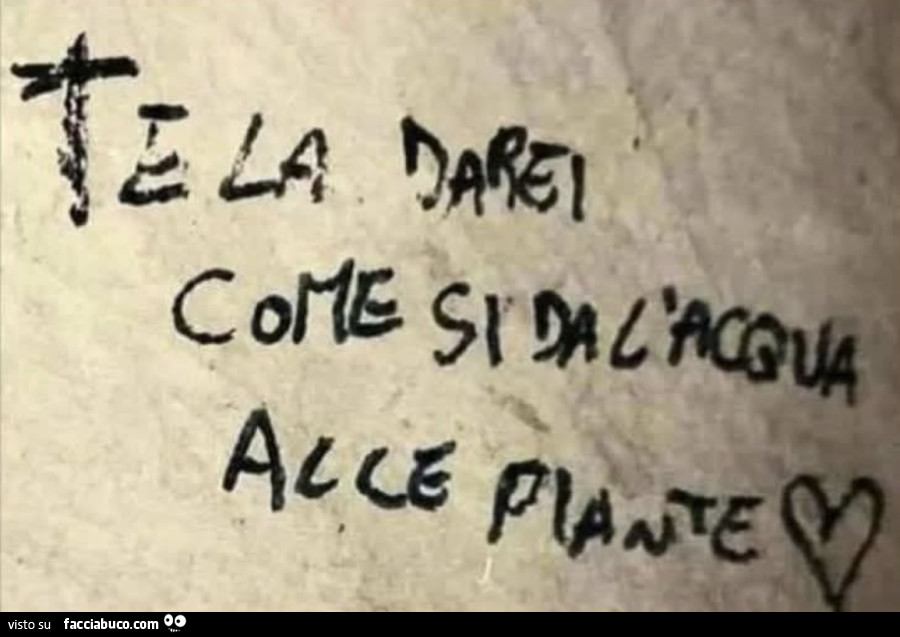 TE LA DAREI
COME SI DA L'ACQUA
ALLE PIANTE ♡
visto su facciabuco.com